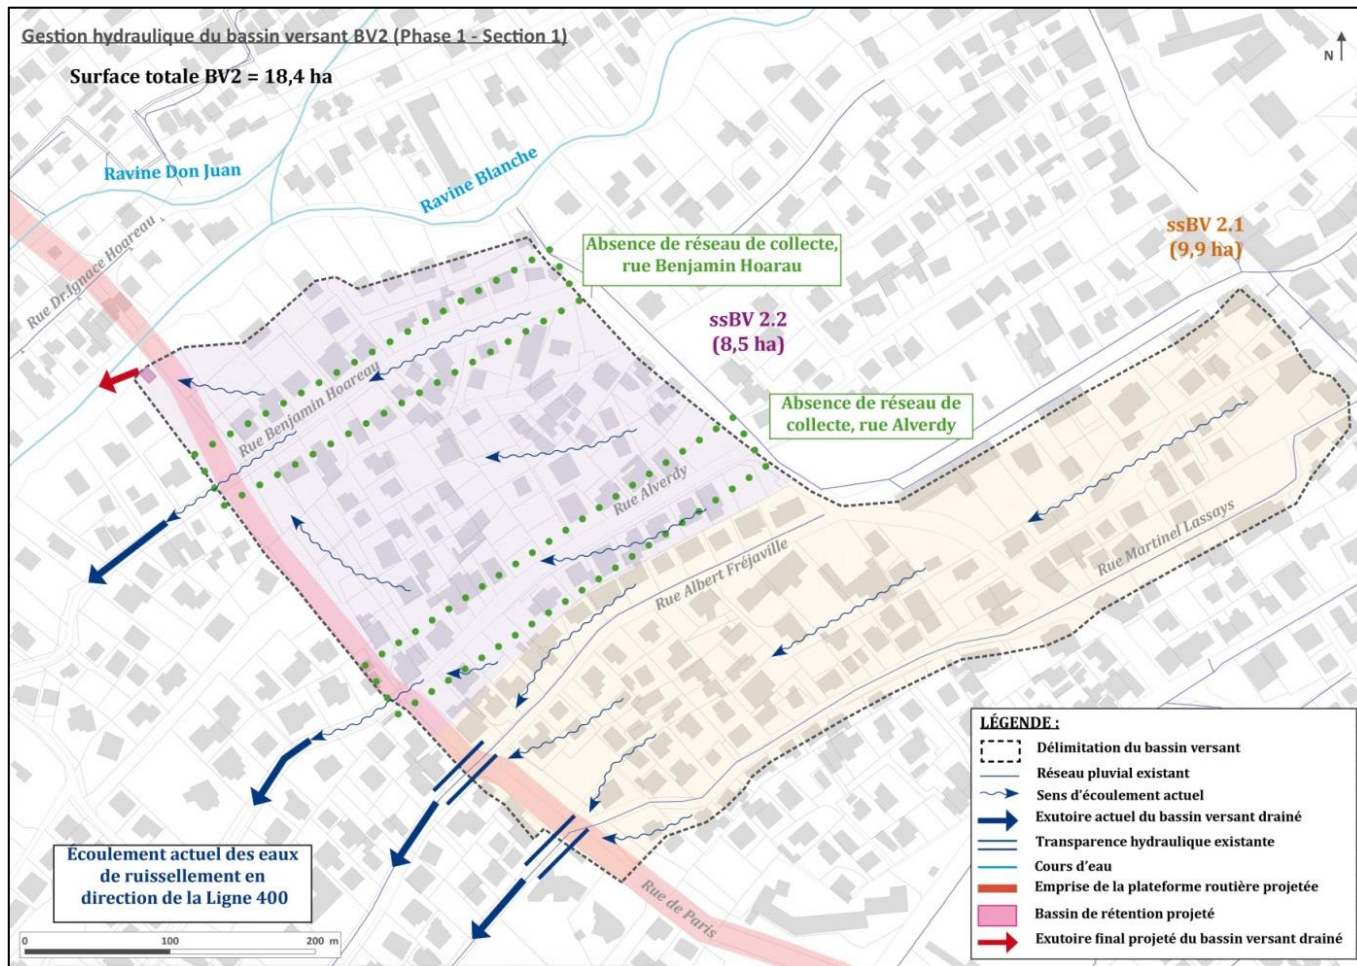 Gestion hydraulique du bassin versant BV2 (Phase 1 - Section 1)
Surface totale BV2 = 18,4 ha
N
Ravine Don Juan
Ravine Blanche
Rue Dr.Ignace Hoareau
Absence de réseau de collecte,
rue Benjamin Hoarau
ssBV 2.1
(9,9 ha)
ssBV 2.2
(8,5 ha)
Rue Benjamin Hoareau
Absence de réseau de
collecte, rue Alverdy
Rue Alverdy
Rue Albert Fréjaville
Rue Martinel Lassays
Rue de Paris
Écoulement actuel des eaux
de ruissellement en
direction de la Ligne 400
0 100 200 m
LÉGENDE :
Délimitation du bassin versant
Réseau pluvial existant
Sens d'écoulement actuel
Exutoire actuel du bassin versant drainé
Transparence hydraulique existante
Cours d'eau
Emprise de la plateforme routière projetée
Bassin de rétention projeté
Exutoire final projeté du bassin versant drainé